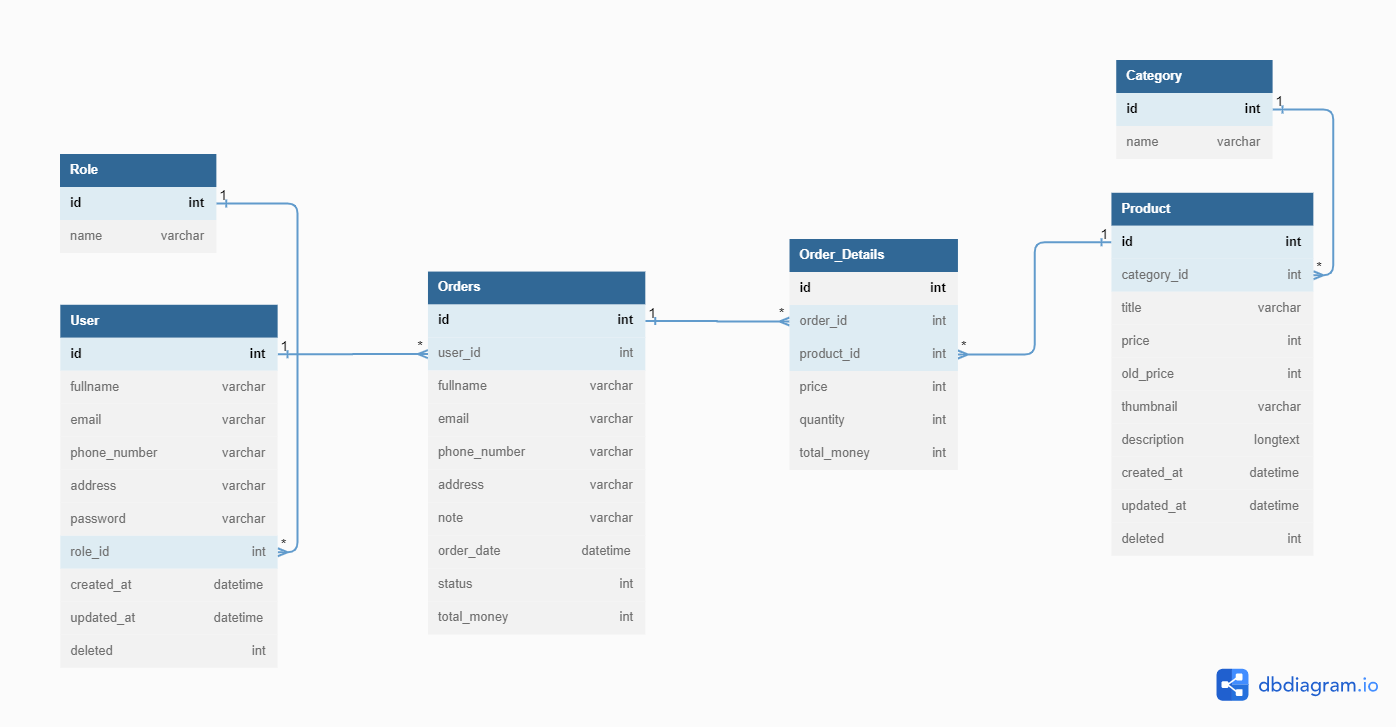 Category
id int
name varchar
Role
id int
name varchar
Product
id int
category_id int
title varchar
price int
old_price int
thumbnail varchar
description longtext
created_at datetime
updated_at datetime
deleted int
Order_Details
id int
order_id int
product_id int
price int
quantity int
total_money int
Orders
id int
user_id int
fullname varchar
email varchar
phone_number varchar
address varchar
note varchar
order_date datetime
status int
total_money int
User
id int
fullname varchar
email varchar
phone_number varchar
address varchar
password varchar
role_id int
created_at datetime
updated_at datetime
deleted int
1
*
1
*
1
*
1
*
1
*
dbdiagram.io